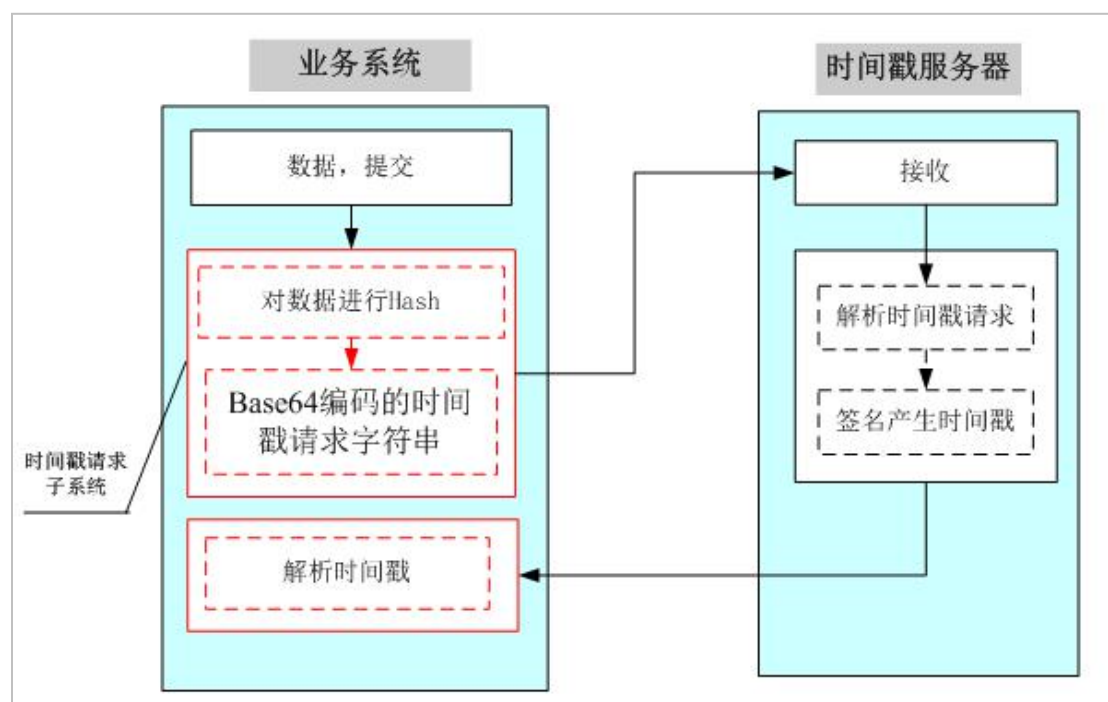 业务系统
时间戳服务器
数据，提交
接收
对数据进行Hash
解析时间戳请求
Base64编码的时间
戳请求字符串
签名产生时间戳
时间戳请求
子系统
解析时间戳